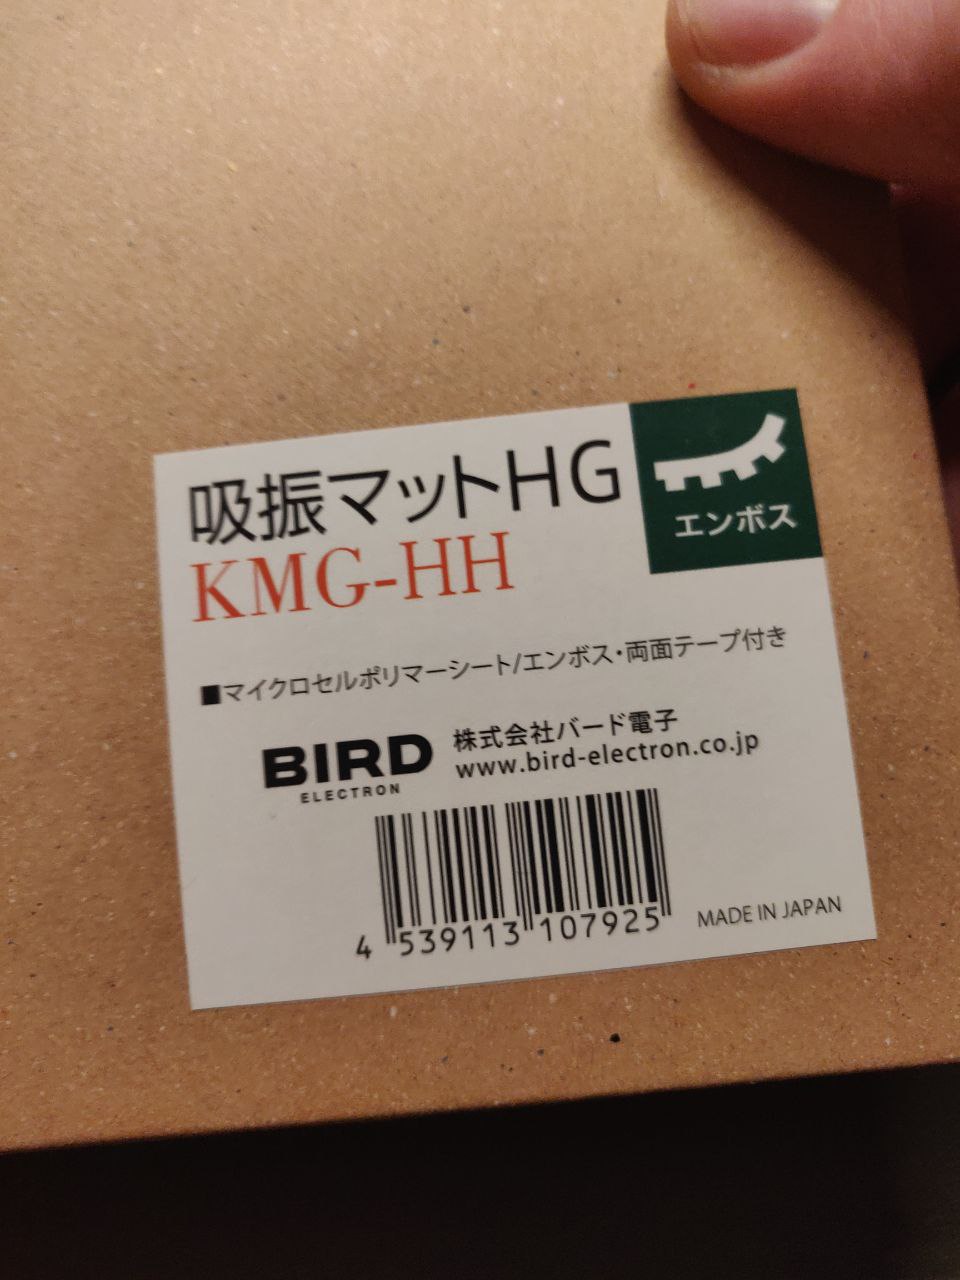 吸振マットHG
エンボス
KMG-HH
■マイクロセルポリマーシート/エンボス・両面テープ付き
BIRD
ELECTRON
株式会社バード電子
www.bird-electron.co.jp
4 539113 107925
MADE IN JAPAN